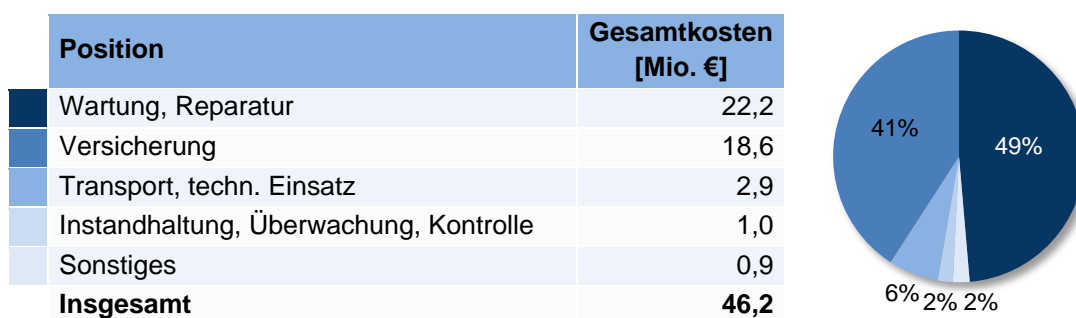 Position Gesamtkosten [Mio. €]
Wartung, Reparatur 22,2
Versicherung 18,6
Transport, techn. Einsatz 2,9
Instandhaltung, Überwachung, Kontrolle 1,0
Sonstiges 0,9
Insgesamt 46,2
41%
49%
6%
2%
2%